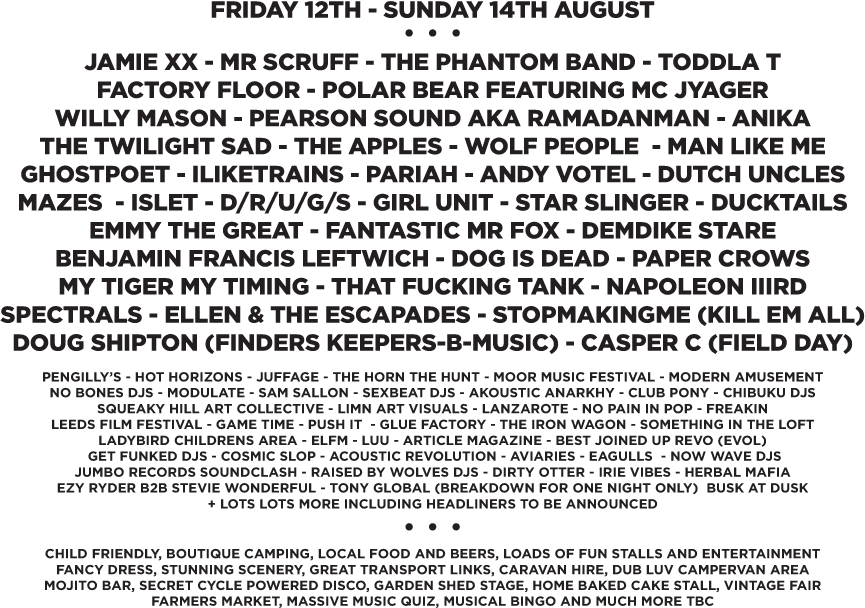 FRIDAY 12TH - SUNDAY 14TH AUGUST
• • •
JAMIE XX - MR SCRUFF - THE PHANTOM BAND - TODDLA T
FACTORY FLOOR - POLAR BEAR FEATURING MC JYAGER
WILLY MASON - PEARSON SOUND AKA RAMADANMAN - ANIKA
THE TWILIGHT SAD - THE APPLES - WOLF PEOPLE - MAN LIKE ME
GHOSTPOET - ILIKETRAINS - PARIAH - ANDY VOTEL - DUTCH UNCLES
MAZES - ISLET - D/R/U/G/S - GIRL UNIT - STAR SLINGER - DUCKTAILS
EMMY THE GREAT - FANTASTIC MR FOX - DEMDIKE STARE
BENJAMIN FRANCIS LEFTWICH - DOG IS DEAD - PAPER CROWS
MY TIGER MY TIMING - THAT FUCKING TANK - NAPOLEON IIIRD
SPECTRALS - ELLEN & THE ESCAPADES - STOPMAKINGME (KILL EM ALL)
DOUG SHIPTON (FINDERS KEEPERS-B-MUSIC) - CASPER C (FIELD DAY)
PENGILLY'S - HOT HORIZONS - JUFFAGE - THE HORN THE HUNT - MOOR MUSIC FESTIVAL - MODERN AMUSEMENT
NO BONES DJS - MODULATE - SAM SALLON - SEXBEAT DJS - AKOUSTIC ANARKHY - CLUB PONY - CHIBUKU DJS
SQUEAKY HILL ART COLLECTIVE - LIMN ART VISUALS - LANZAROTE - NO PAIN IN POP - FREAKIN
LEEDS FILM FESTIVAL - GAME TIME - PUSH IT - GLUE FACTORY - THE IRON WAGON - SOMETHING IN THE LOFT
LADYBIRD CHILDRENS AREA - ELFM - LUU - ARTICLE MAGAZINE - BEST JOINED UP REVO (EVOL)
GET FUNKED DJS - COSMIC SLOP - ACOUSTIC REVOLUTION - AVIARIES - EAGULLS - NOW WAVE DJS
JUMBO RECORDS SOUNDCLASH - RAISED BY WOLVES DJS - DIRTY OTTER - IRIE VIBES - HERBAL MAFIA
EZY RYDER B2B STEVIE WONDERFUL - TONY GLOBAL (BREAKDOWN FOR ONE NIGHT ONLY) BUSK AT DUSK
+ LOTS LOTS MORE INCLUDING HEADLINERS TO BE ANNOUNCED
• • •
CHILD FRIENDLY, BOUTIQUE CAMPING, LOCAL FOOD AND BEERS, LOADS OF FUN STALLS AND ENTERTAINMENT
FANCY DRESS, STUNNING SCENERY, GREAT TRANSPORT LINKS, CARAVAN HIRE, DUB LUV CAMPERVAN AREA
MOJITO BAR, SECRET CYCLE POWERED DISCO, GARDEN SHED STAGE, HOME BAKED CAKE STALL, VINTAGE FAIR
FARMERS MARKET, MASSIVE MUSIC QUIZ, MUSICAL BINGO AND MUCH MORE TBC